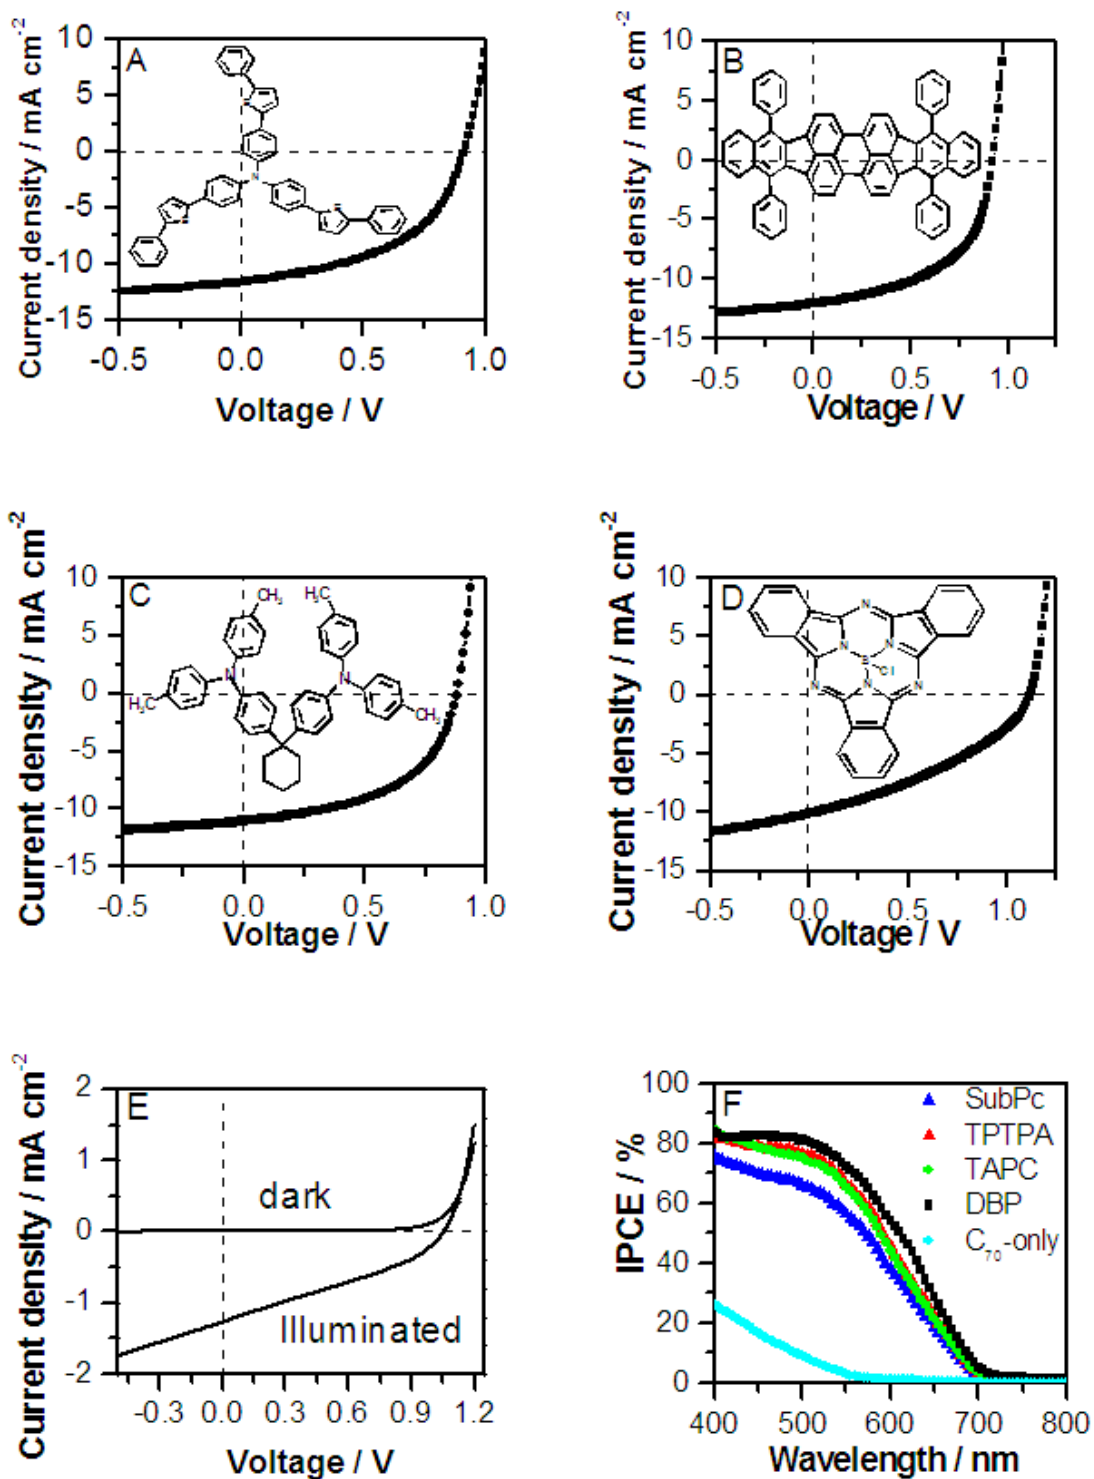 A
10
5
0
-5
-10
-15
-0.5 0.0 0.5 1.0
Voltage / V
Current density / mA cm-2
B
10
5
0
-5
-10
-15
-0.5 0.0 0.5 1.0
Voltage / V
Current density / mA cm-2
C
10
5
0
-5
-10
-15
CH3
H3C
N
N
H3C
CH3
-0.5 0.0 0.5 1.0
Voltage / V
Current density / mA cm-2
D
10
5
0
-5
-10
-15
N
N
N
B
Cl
N
N
N
-0.5 0.0 0.5 1.0
Voltage / V
Current density / mA cm-2
E
2
1
0
-1
-2
dark
Illuminated
-0.3 0.0 0.3 0.6 0.9 1.2
Voltage / V
Current density / mA cm-2
F
100
80
60
40
20
0
SubPc
TPTPA
TAPC
DBP
C70-only
400 500 600 700 800
Wavelength / nm
IPCE / %